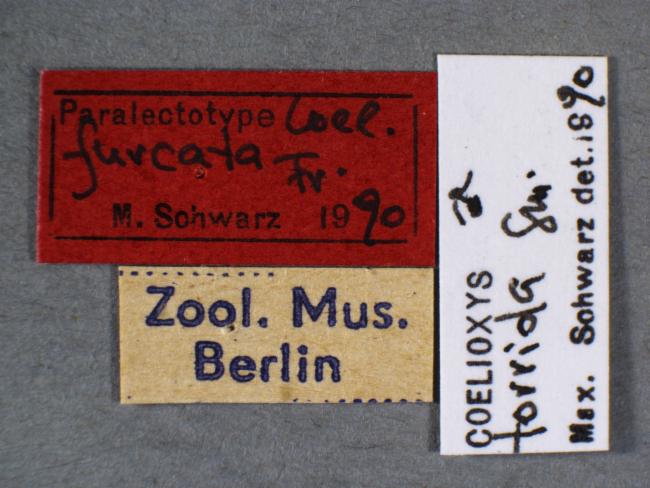 Paralectotype Coel.
furcata Fr.
M. Schwarz 1990
Zool. Mus.
Berlin
COELIOXYS ♂
torrida Sm.
Max. Schwarz det. 1990